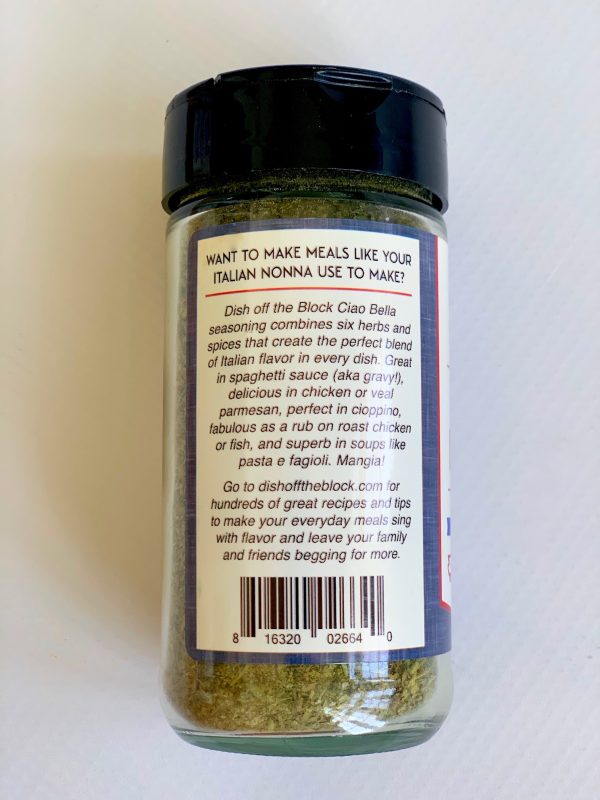 WANT TO MAKE MEALS LIKE YOUR
ITALIAN NONNA USE TO MAKE?
Dish off the Block Ciao Bella
seasoning combines six herbs and
spices that create the perfect blend
of Italian flavor in every dish. Great
in spaghetti sauce (aka gravy!),
delicious in chicken or veal
parmesan, perfect in cioppino,
fabulous as a rub on roast chicken
or fish, and superb in soups like
pasta e fagioli. Mangia!
Go to dishofftheblock.com for
hundreds of great recipes and tips
to make your everyday meals sing
with flavor and leave your family
and friends begging for more.
8 16320 02664 0